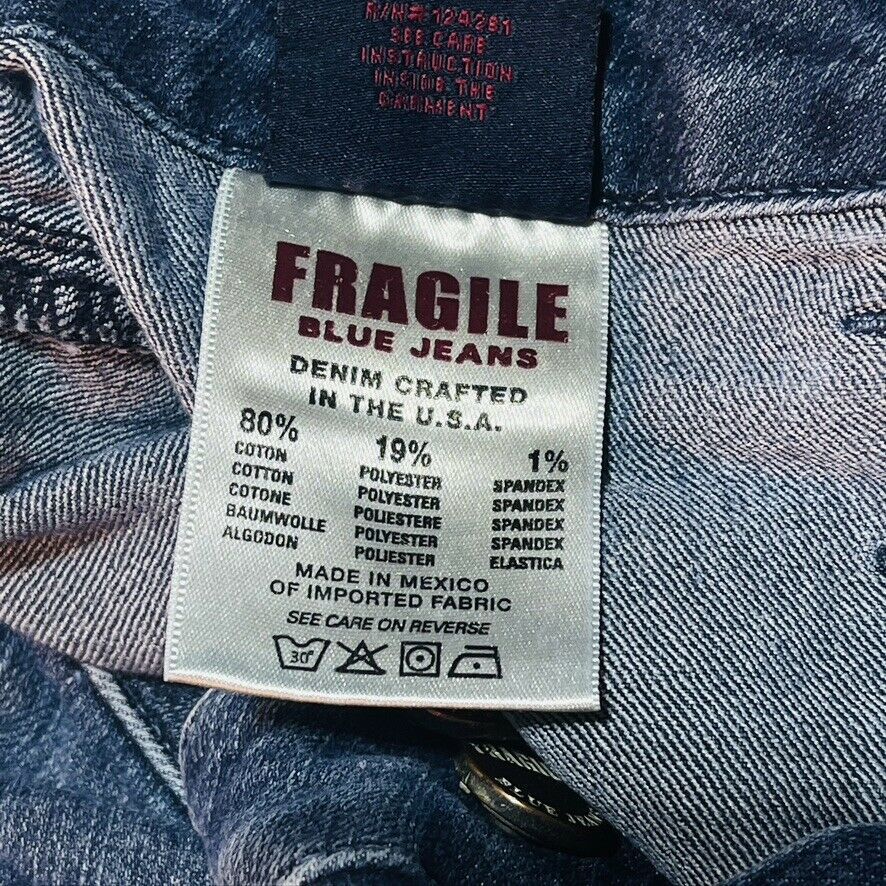 R/N# 124281
SEE CARE
INSTRUCTION
INSIDE THE
GARMENT
FRAGILE
BLUE JEANS
DENIM CRAFTED
IN THE U.S.A.
80% 19% 1%
COTON POLYESTER SPANDEX
COTTON POLYESTER SPANDEX
COTONE POLIESTERE SPANDEX
BAUMWOLLE POLYESTER SPANDEX
ALGODON POLIESTER ELASTICA
MADE IN MEXICO
OF IMPORTED FABRIC
SEE CARE ON REVERSE
30°